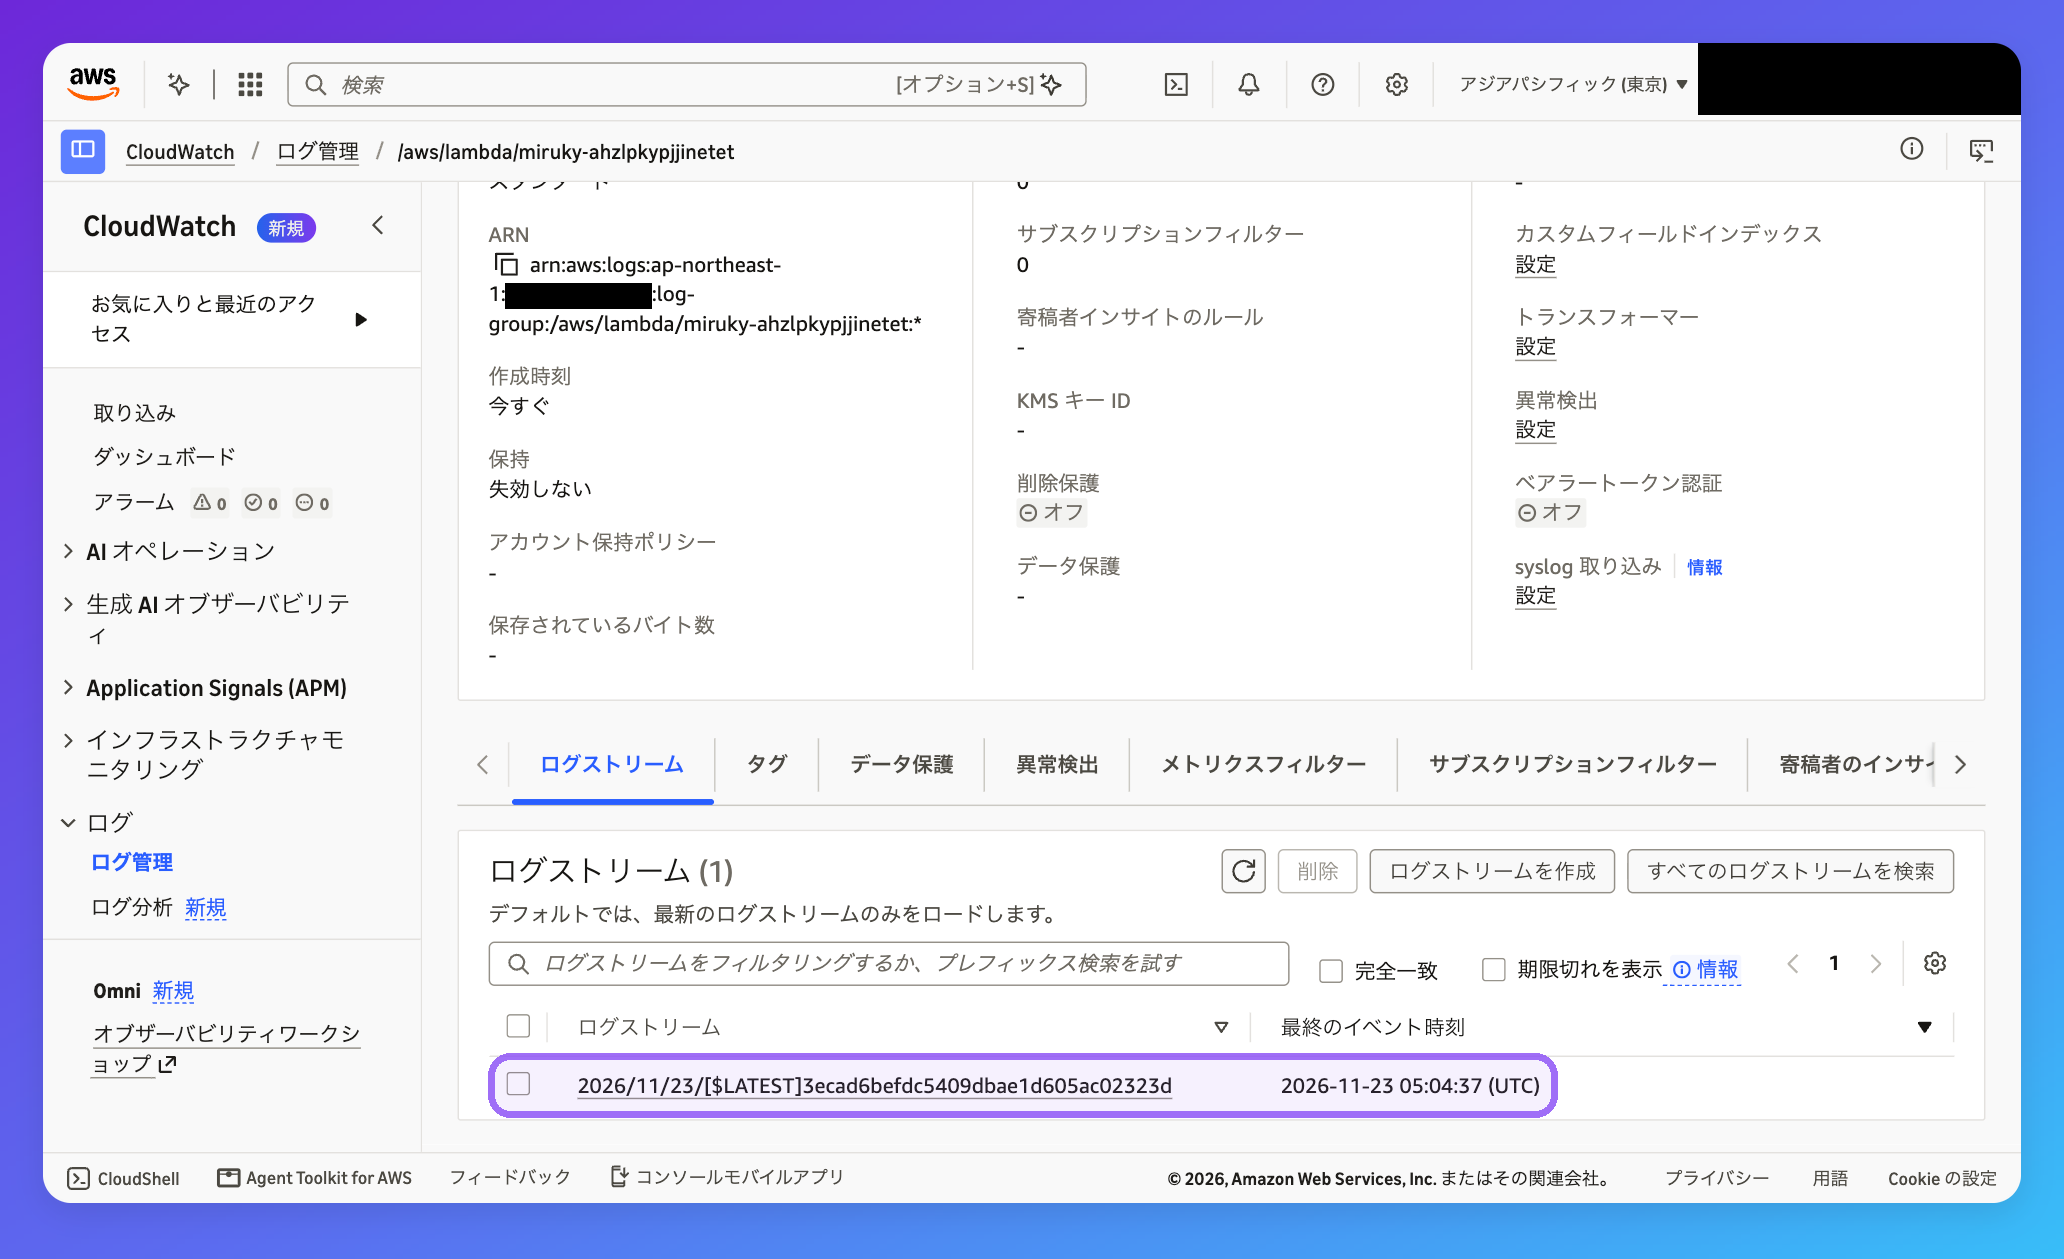 aws
検索
[オプション+S]
アジアパシフィック (東京) ▼
CloudWatch / ログ管理 / /aws/lambda/miruky-ahzlpkypjjinetet
CloudWatch 新規
お気に入りと最近のアク
セス
取り込み
ダッシュボード
アラーム 0 0 0
AI オペレーション
生成 AI オブザーバビリテ
ィ
Application Signals (APM)
インフラストラクチャモ
ニタリング
ログ
ログ管理
ログ分析 新規
Omni 新規
オブザーバビリティワークシ
ョップ
スタンダード
ARN
arn:aws:logs:ap-northeast-
1: :log-
group:/aws/lambda/miruky-ahzlpkypjjinetet:*
作成時刻
今すぐ
保持
失効しない
アカウント保持ポリシー
-
保存されているバイト数
-
0
サブスクリプションフィルター
0
寄稿者インサイトのルール
-
KMS キー ID
-
削除保護
オフ
データ保護
-
-
カスタムフィールドインデックス
設定
トランスフォーマー
設定
異常検出
設定
ベアラートークン認証
オフ
syslog 取り込み 情報
設定
ログストリーム タグ データ保護 異常検出 メトリクスフィルター サブスクリプションフィルター 寄稿者のインサイ
ログストリーム (1)
削除 ログストリームを作成 すべてのログストリームを検索
デフォルトでは、最新のログストリームのみをロードします。
ログストリームをフィルタリングするか、プレフィックス検索を試す
完全一致 期限切れを表示 情報 1
ログストリーム 最終のイベント時刻
2026/11/23/[$LATEST]3ecad6befdc5409dbae1d605ac02323d 2026-11-23 05:04:37 (UTC)
CloudShell Agent Toolkit for AWS フィードバック コンソールモバイルアプリ © 2026, Amazon Web Services, Inc. またはその関連会社。 プライバシー 用語 Cookie の設定